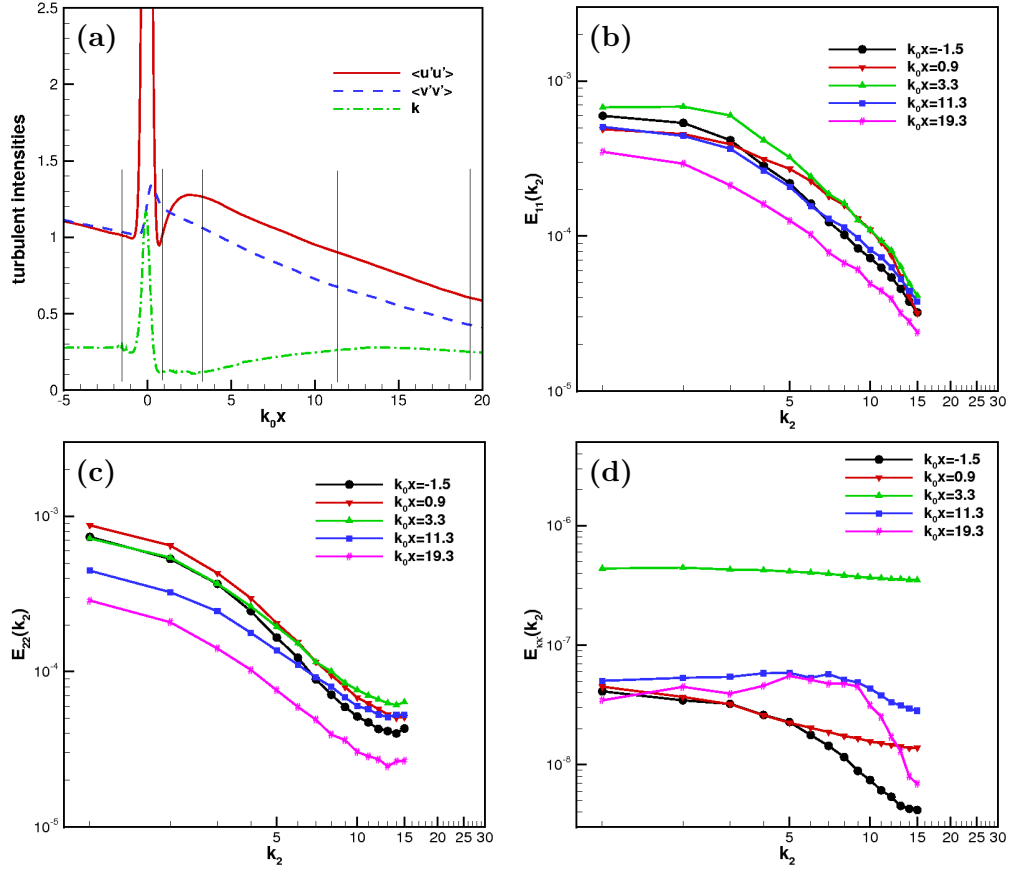 (a)
2.5
2
1.5
1
0.5
0
-5
0
5
10
15
20
turbulent intensities
k₀x
<u'u'>
<v'v'>
k
(b)
10⁻³
10⁻⁴
10⁻⁵
5
10
15
20
25
30
E₁₁(k₂)
k₂
k₀x=-1.5
k₀x=0.9
k₀x=3.3
k₀x=11.3
k₀x=19.3
(c)
10⁻³
10⁻⁴
10⁻⁵
5
10
15
20
25
30
E₂₂(k₂)
k₂
k₀x=-1.5
k₀x=0.9
k₀x=3.3
k₀x=11.3
k₀x=19.3
(d)
10⁻⁶
10⁻⁷
10⁻⁸
5
10
15
20
25
30
Eκκ(k₂)
k₂
k₀x=-1.5
k₀x=0.9
k₀x=3.3
k₀x=11.3
k₀x=19.3